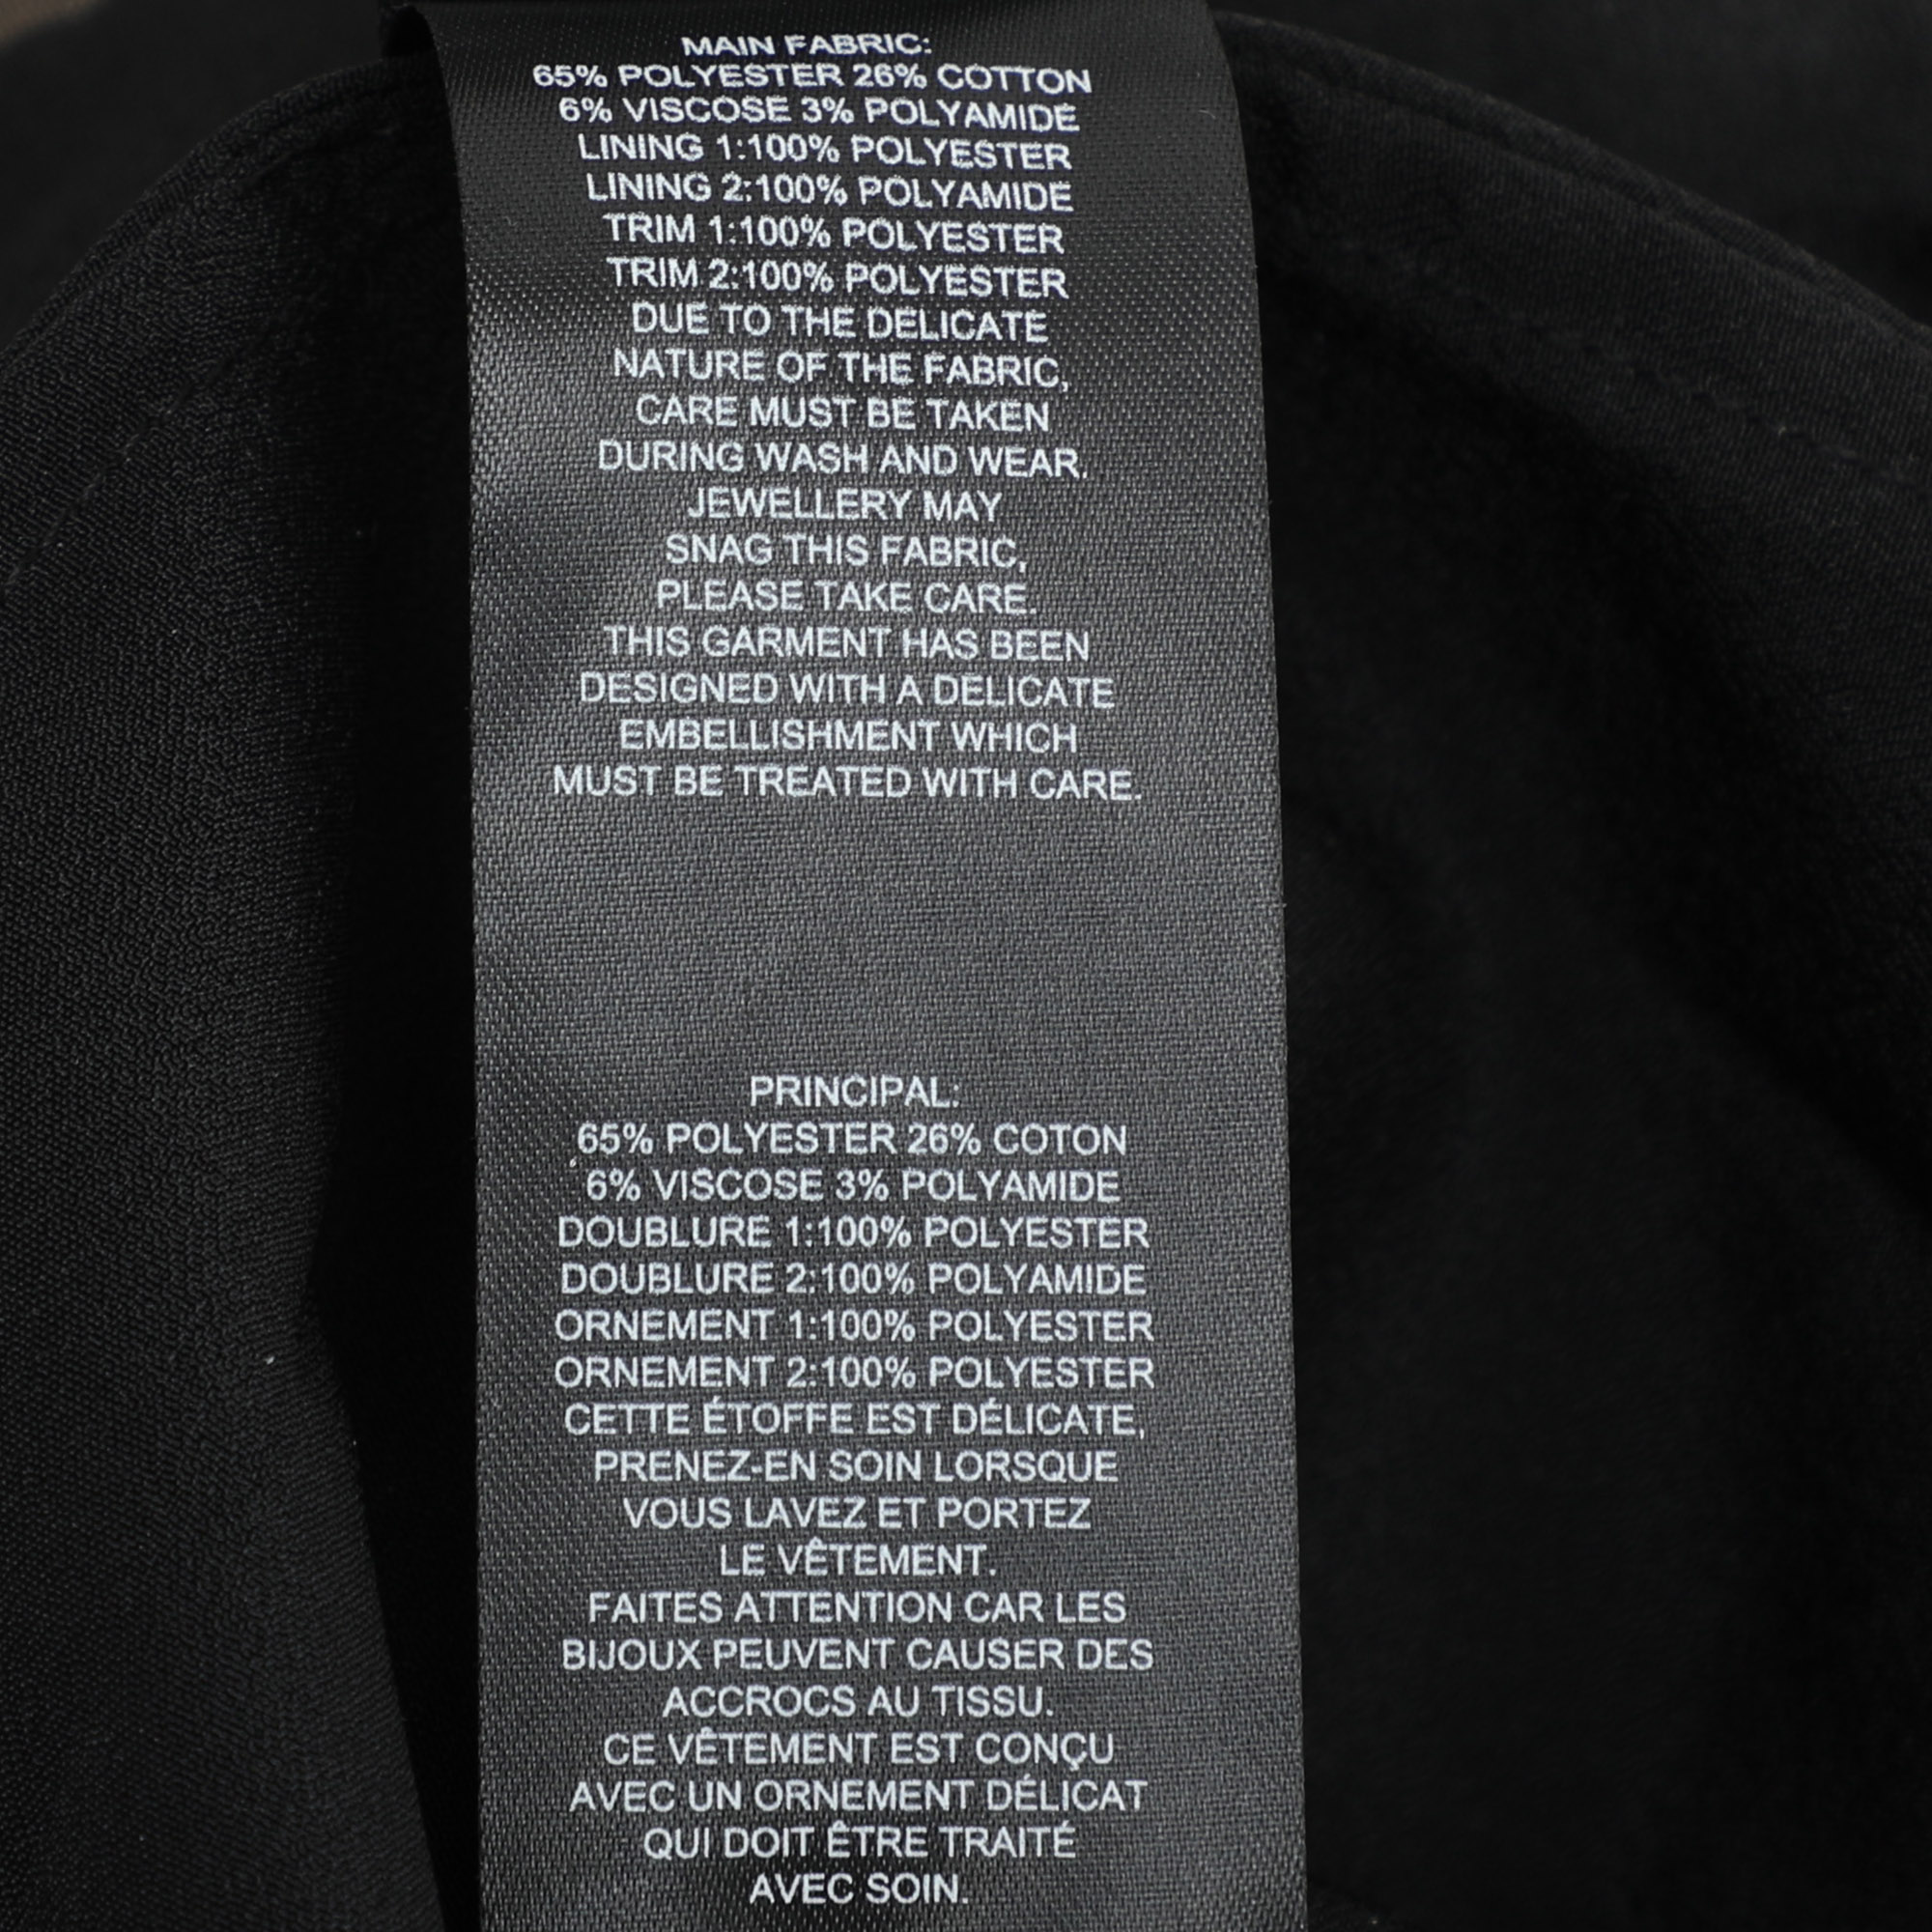 MAIN FABRIC:
65% POLYESTER 26% COTTON
6% VISCOSE 3% POLYAMIDE
LINING 1:100% POLYESTER
LINING 2:100% POLYAMIDE
TRIM 1:100% POLYESTER
TRIM 2:100% POLYESTER
DUE TO THE DELICATE
NATURE OF THE FABRIC,
CARE MUST BE TAKEN
DURING WASH AND WEAR.
JEWELLERY MAY
SNAG THIS FABRIC,
PLEASE TAKE CARE.
THIS GARMENT HAS BEEN
DESIGNED WITH A DELICATE
EMBELLISHMENT WHICH
MUST BE TREATED WITH CARE.
PRINCIPAL:
65% POLYESTER 26% COTON
6% VISCOSE 3% POLYAMIDE
DOUBLURE 1:100% POLYESTER
DOUBLURE 2:100% POLYAMIDE
ORNEMENT 1:100% POLYESTER
ORNEMENT 2:100% POLYESTER
CETTE ÉTOFFE EST DÉLICATE,
PRENEZ-EN SOIN LORSQUE
VOUS LAVEZ ET PORTEZ
LE VÊTEMENT.
FAITES ATTENTION CAR LES
BIJOUX PEUVENT CAUSER DES
ACCROCS AU TISSU.
CE VÊTEMENT EST CONÇU
AVEC UN ORNEMENT DÉLICAT
QUI DOIT ÊTRE TRAITÉ
AVEC SOIN.